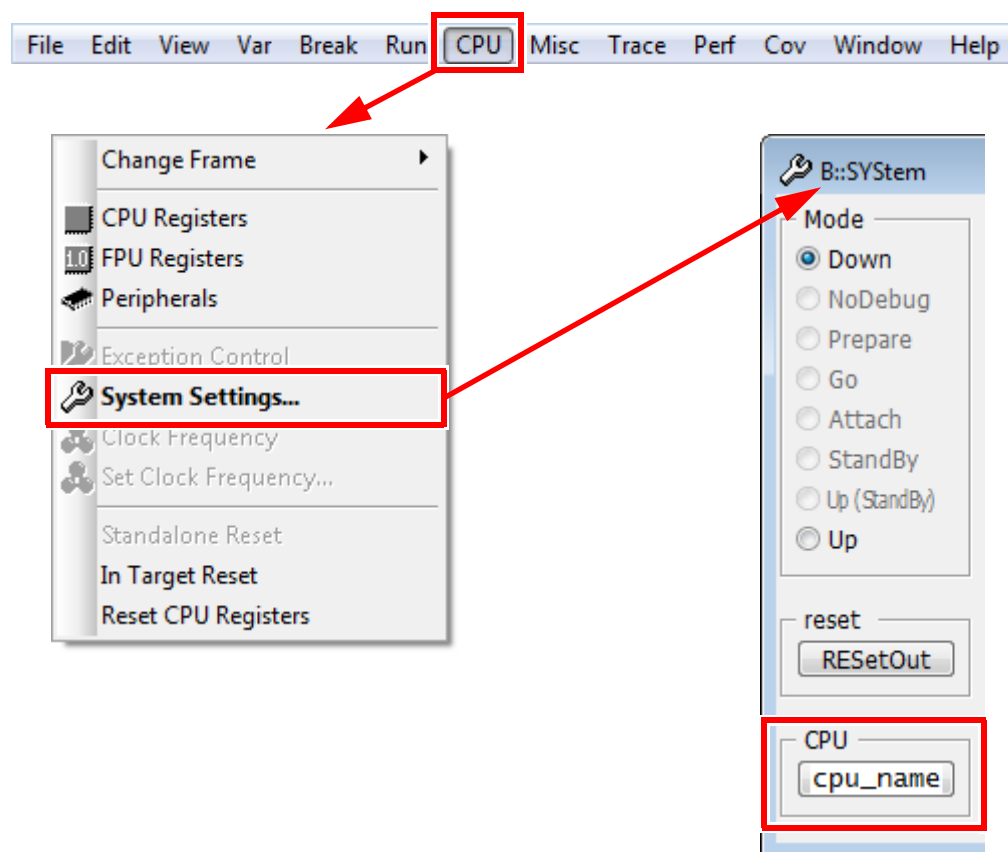 File Edit View Var Break Run CPU Misc Trace Perf Cov Window Help
Change Frame
CPU Registers
1.0 FPU Registers
Peripherals
Exception Control
System Settings...
Clock Frequency
Set Clock Frequency...
Standalone Reset
In Target Reset
Reset CPU Registers
B::SYStem
Mode
Down
NoDebug
Prepare
Go
Attach
StandBy
Up (StandBy)
Up
reset
RESetOut
CPU
cpu_name